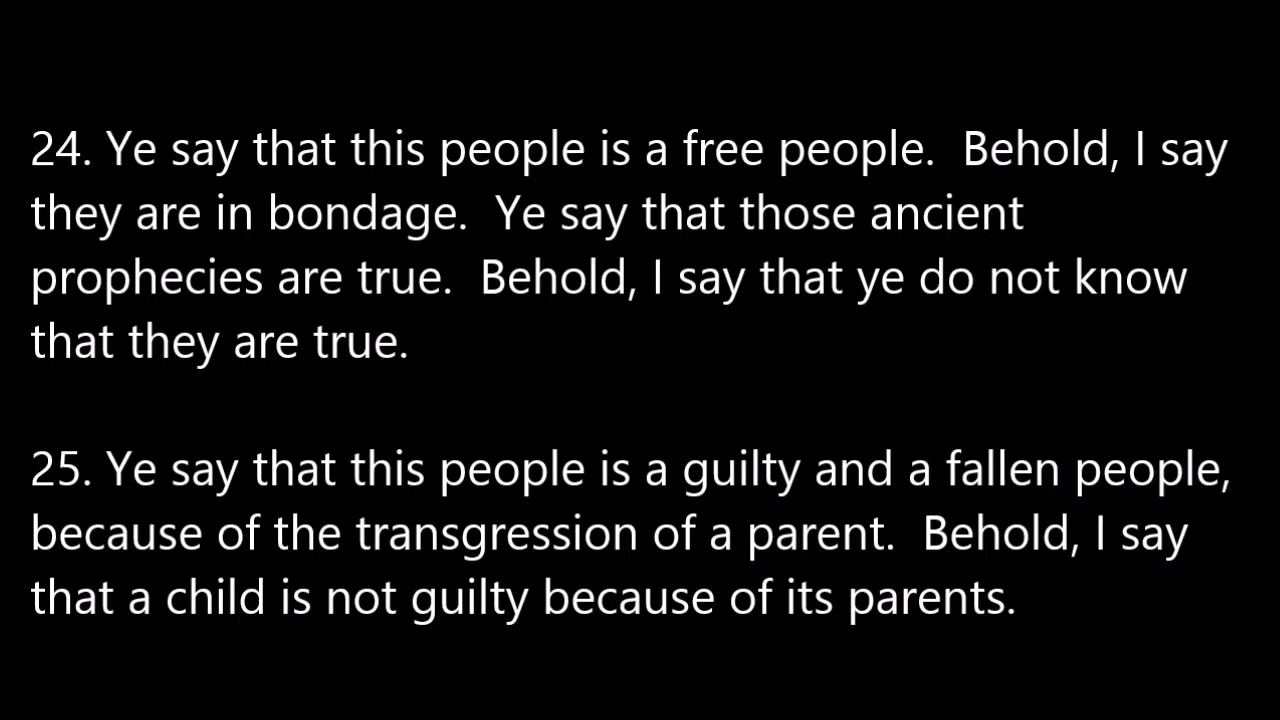 24. Ye say that this people is a free people.  Behold, I say
they are in bondage.  Ye say that those ancient
prophecies are true.  Behold, I say that ye do not know
that they are true.
25. Ye say that this people is a guilty and a fallen people,
because of the transgression of a parent.  Behold, I say
that a child is not guilty because of its parents.